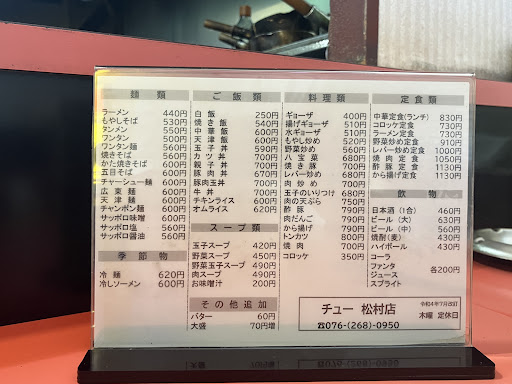 麺類
ラーメン 440円
もやしそば 530円
タンメン 550円
ワンタン 500円
ワンタン麺 560円
焼きそば 560円
かた焼きそば 600円
五目そば 600円
チャーシュー麺 600円
広東麺 600円
天津麺 600円
チャンポン麺 600円
サッポロ味噌 600円
サッポロ塩 560円
サッポロ醤油 560円
季節物
冷麺 620円
冷しソーメン 600円
ご飯類
白飯 250円
焼き飯 540円
中華飯 600円
天津飯 600円
玉子丼 590円
カツ丼 700円
親子丼 700円
豚肉丼 670円
豚肉玉丼 700円
牛丼 700円
チキンライス 600円
オムライス 620円
スープ類
玉子スープ 420円
野菜スープ 450円
野菜玉子スープ 490円
肉スープ 490円
お味噌汁 200円
その他追加
バター 60円
大盛 70円増
料理類
ギョーザ 400円
揚げギョーザ 510円
水ギョーザ 510円
もやし炒め 520円
野菜炒め 560円
八宝菜 680円
焼き豚 700円
レバー炒め 680円
肉炒め 700円
玉子のいりつけ 680円
肉の天ぷら 750円
酢豚 790円
肉だんご 790円
から揚げ 790円
トンカツ 800円
焼肉 700円
コロッケ 350円
定食類
中華定食(ランチ) 830円
コロッケ定食 730円
ラーメン定食 730円
野菜炒め定食 910円
レバー炒め定食 1000円
焼肉定食 1050円
酢豚定食 1130円
から揚げ定食 1130円
飲物
日本酒(1合) 460円
ビール(大) 630円
ビール(中) 560円
焼酎(麦) 430円
ハイボール 430円
コーラ
ファンタ
ジュース
スプライト
各200円
チュー 松村店
☎076-(268)-0950
令和4年7月改訂
木曜 定休日